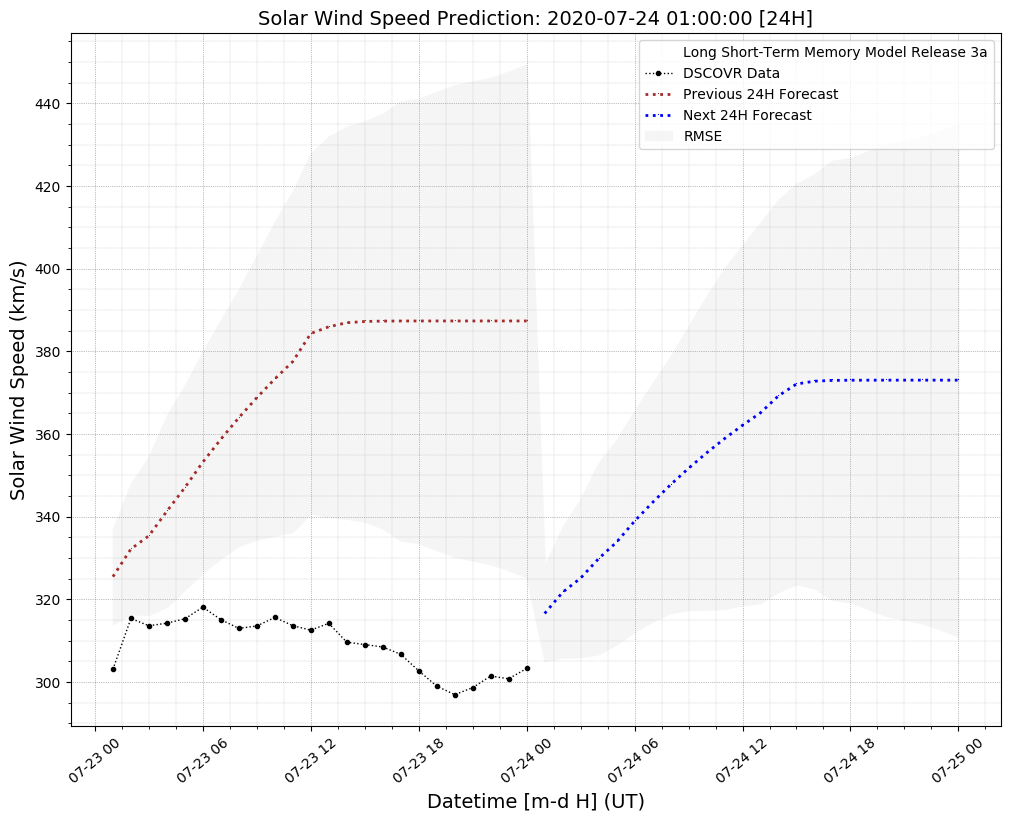 Solar Wind Speed Prediction: 2020-07-24 01:00:00 [24H]
Long Short-Term Memory Model Release 3a
DSCOVR Data
Previous 24H Forecast
Next 24H Forecast
RMSE
Solar Wind Speed (km/s)
440
420
400
380
360
340
320
300
07-23 00
07-23 06
07-23 12
07-23 18
07-24 00
07-24 06
07-24 12
07-24 18
07-25 00
Datetime [m-d H] (UT)